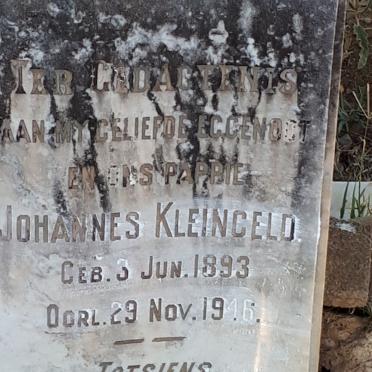 TER GEDAGTENIS
AAN MY GELIEFDE EGGENOOT
EN ONS PAPPIE
JOHANNES KLEINGELD.
GEB. 3 JUN. 1893
OORL. 29 NOV. 1946.
TOTSIENS